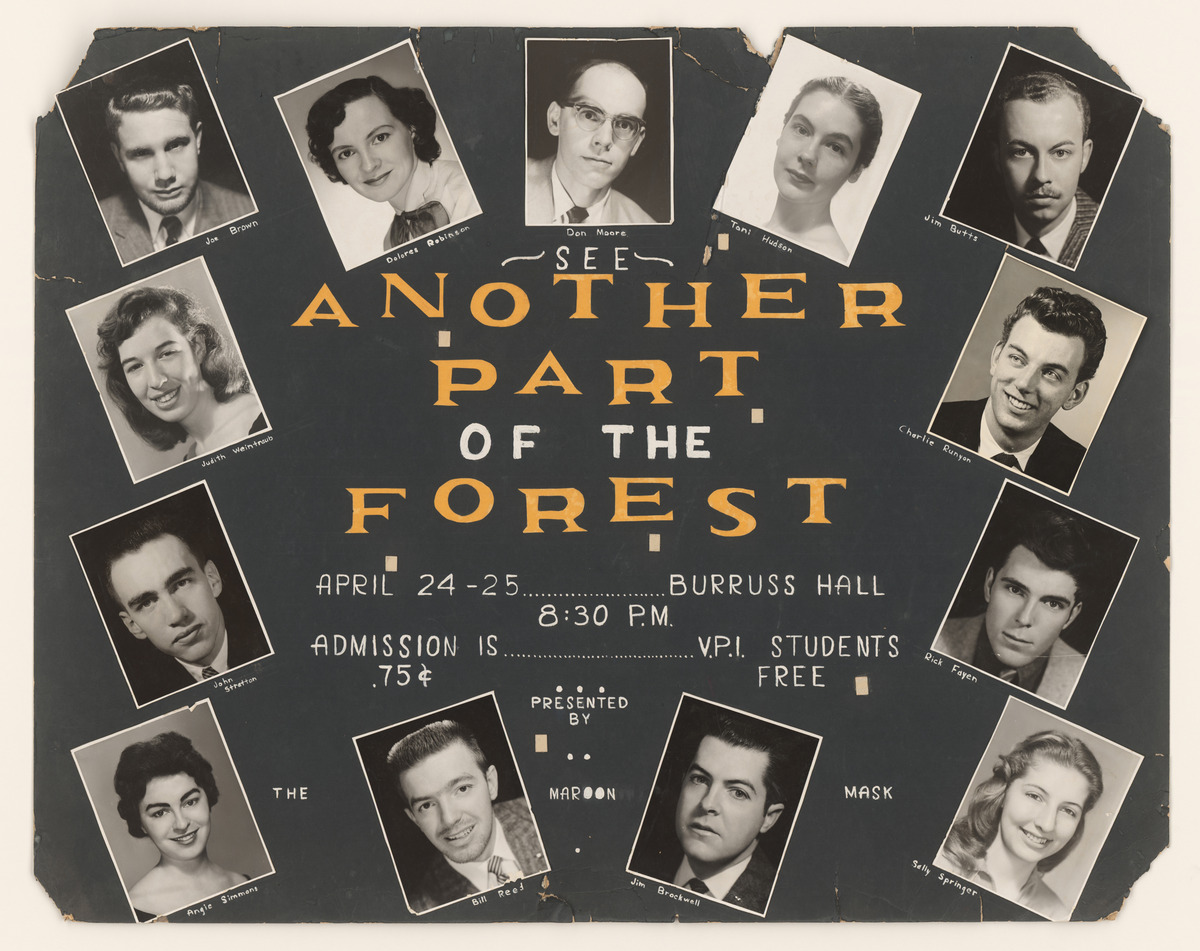 Joe Brown
Dolores Robinson
Don Moore
Tani Hudson
Jim Butts
SEE
ANOTHER
PART
OF THE
FOREST
Judith Weintraub
Charlie Runyon
APRIL 24-25......................BURRUSS HALL
8:30 P.M.
ADMISSION IS..............................V.P.I. STUDENTS
.75¢ FREE
John
Stratton
Rick Fayen
PRESENTED
BY
THE MAROON MASK
Angie Simmons
Bill Reed
Jim Brockwell
Sally Springer